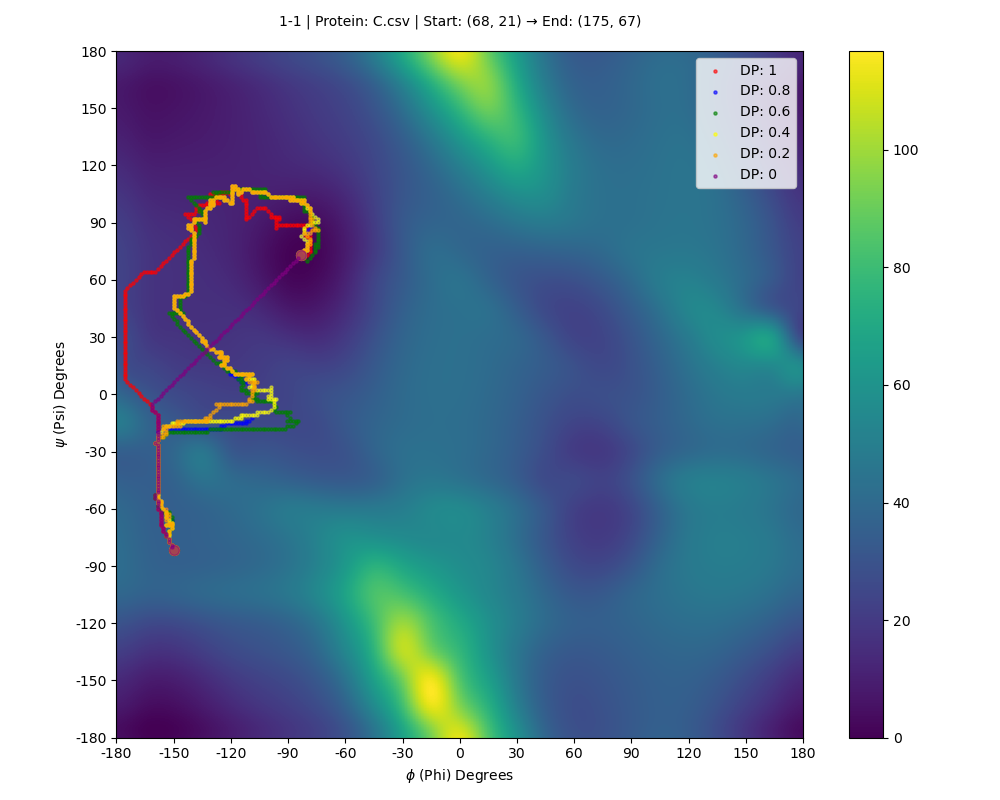 1-1 | Protein: C.csv | Start: (68, 21) → End: (175, 67)
DP: 1
DP: 0.8
DP: 0.6
DP: 0.4
DP: 0.2
DP: 0
180
150
120
90
60
30
0
-30
-60
-90
-120
-150
-180
ψ (Psi) Degrees
-180 -150 -120 -90 -60 -30 0 30 60 90 120 150 180
ϕ (Phi) Degrees
100
80
60
40
20
0